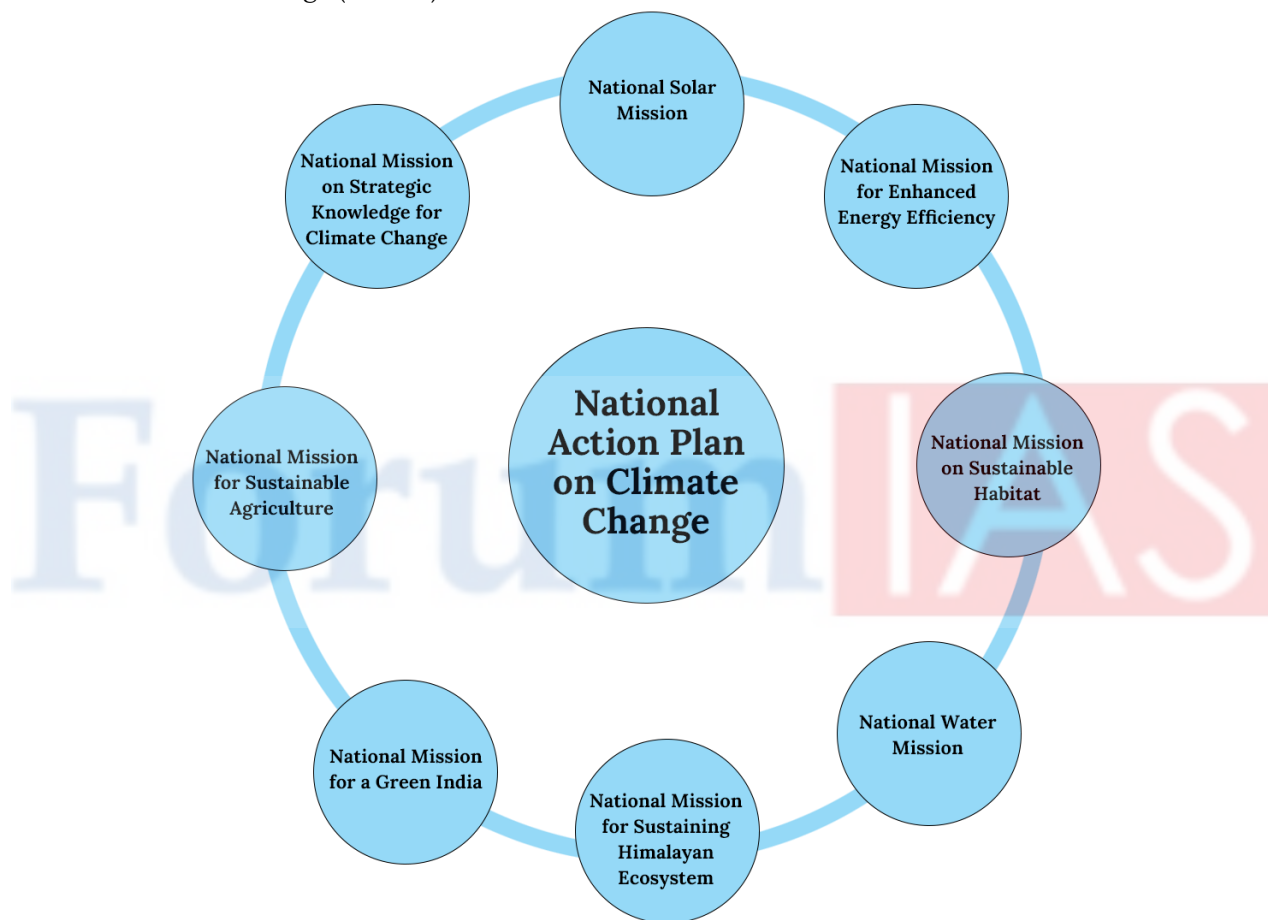 National Solar
Mission
National Mission
for Enhanced
Energy Efficiency
National Mission
on Sustainable
Habitat
National Water
Mission
National Mission
for Sustaining
Himalayan
Ecosystem
National Mission
for a Green India
National Mission
for Sustainable
Agriculture
National Mission
on Strategic
Knowledge for
Climate Change
National
Action Plan
on Climate
Change
Forum IAS